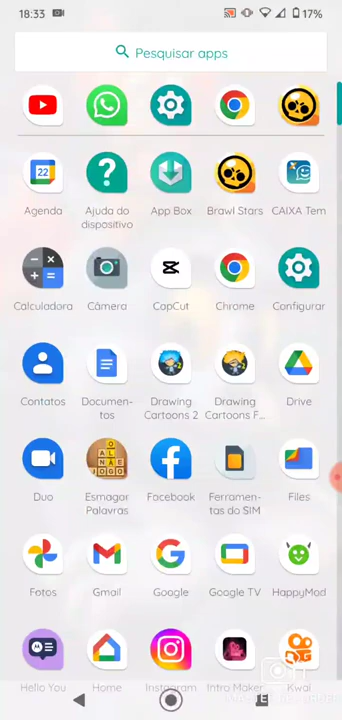 18:33
17%
Pesquisar apps
22
Agenda
Ajuda do
dispositivo
App Box
Brawl Stars
CAIXA Tem
Calculadora
Câmera
CapCut
Chrome
Configurar
Contatos
Documen-
tos
Drawing
Cartoons 2
Drawing
Cartoons F...
Drive
Duo
Esmagar
Palavras
Facebook
Ferramen-
tas do SIM
Files
Fotos
Gmail
Google
Google TV
HappyMod
Hello You
Home
Instagram
Intro Maker
Kwai